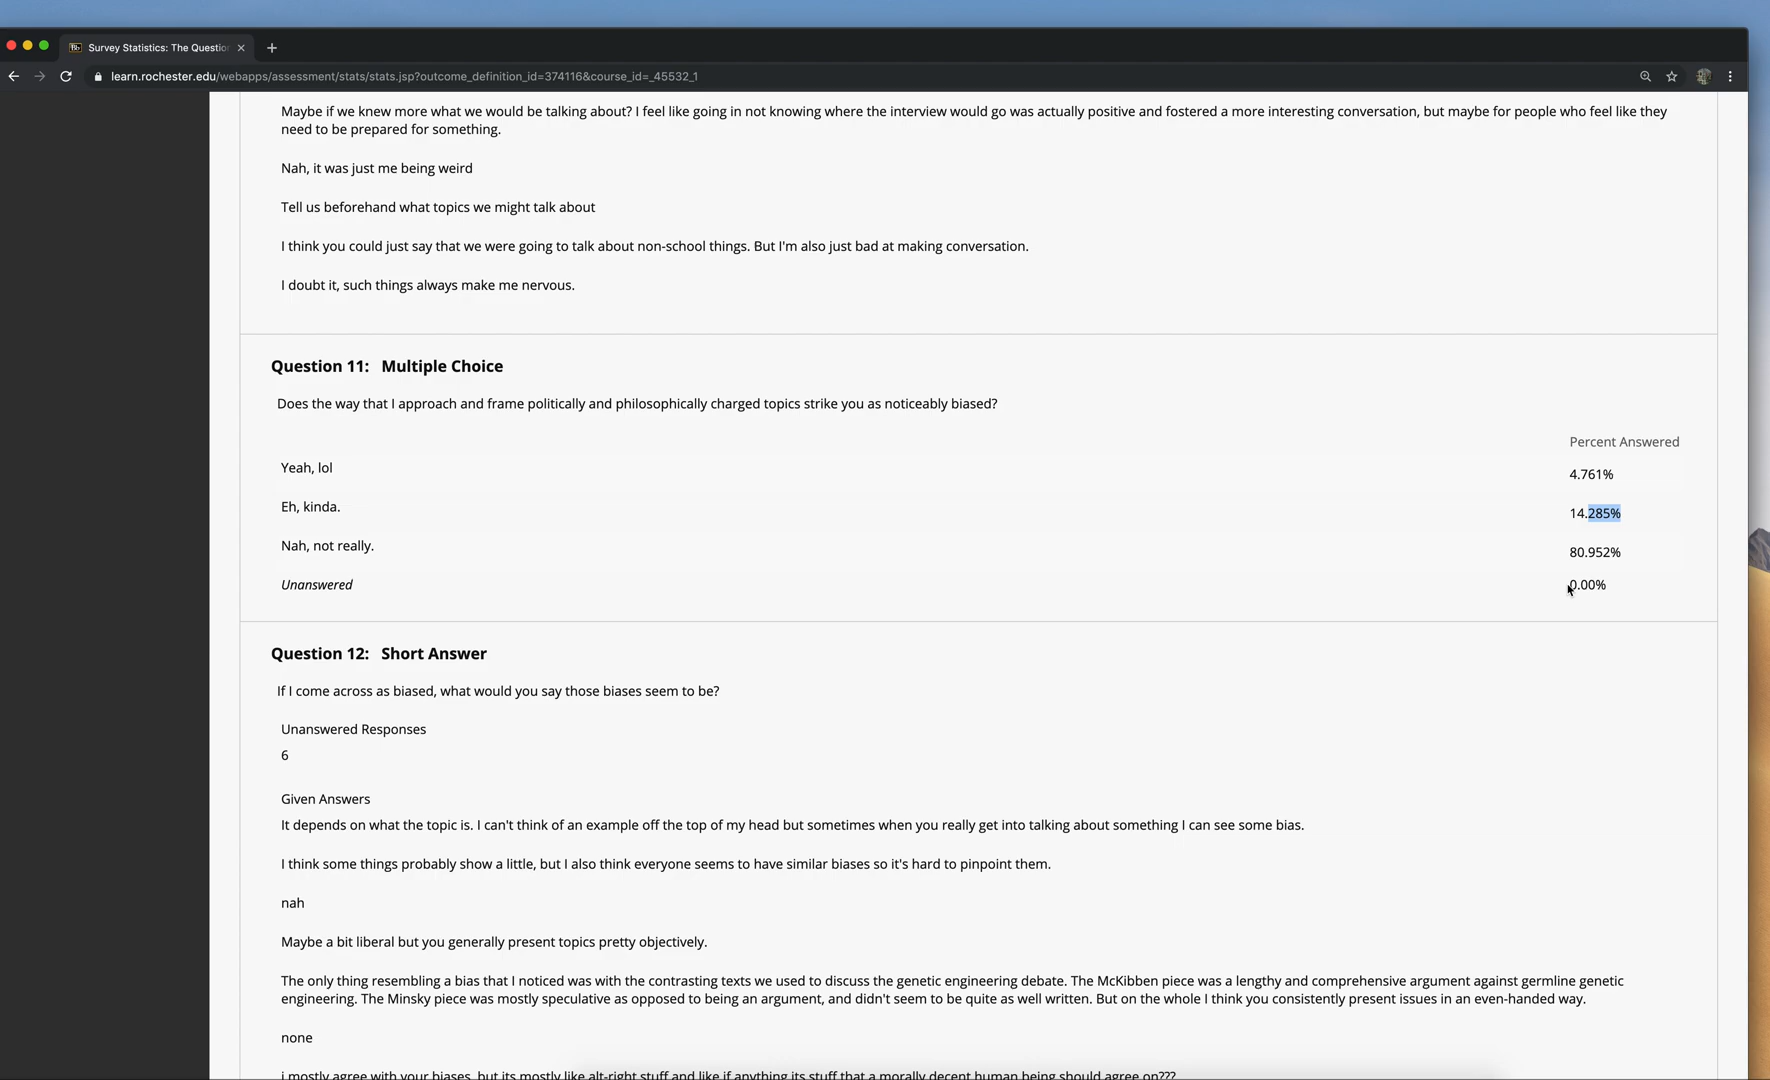 Survey Statistics: The Questio
learn.rochester.edu/webapps/assessment/stats/stats.jsp?outcome_definition_id=374116&course_id=_45532_1
Maybe if we knew more what we would be talking about? I feel like going in not knowing where the interview would go was actually positive and fostered a more interesting conversation, but maybe for people who feel like they
need to be prepared for something.
Nah, it was just me being weird
Tell us beforehand what topics we might talk about
I think you could just say that we were going to talk about non-school things. But I'm also just bad at making conversation.
I doubt it, such things always make me nervous.
Question 11: Multiple Choice
Does the way that I approach and frame politically and philosophically charged topics strike you as noticeably biased?
Percent Answered
Yeah, lol 4.761%
Eh, kinda. 14.285%
Nah, not really. 80.952%
Unanswered 0.00%
Question 12: Short Answer
If I come across as biased, what would you say those biases seem to be?
Unanswered Responses
6
Given Answers
It depends on what the topic is. I can't think of an example off the top of my head but sometimes when you really get into talking about something I can see some bias.
I think some things probably show a little, but I also think everyone seems to have similar biases so it's hard to pinpoint them.
nah
Maybe a bit liberal but you generally present topics pretty objectively.
The only thing resembling a bias that I noticed was with the contrasting texts we used to discuss the genetic engineering debate. The McKibben piece was a lengthy and comprehensive argument against germline genetic
engineering. The Minsky piece was mostly speculative as opposed to being an argument, and didn't seem to be quite as well written. But on the whole I think you consistently present issues in an even-handed way.
none
i mostly agree with your biases, but its mostly like alt-right stuff and like if anything its stuff that a morally decent human being should agree on???